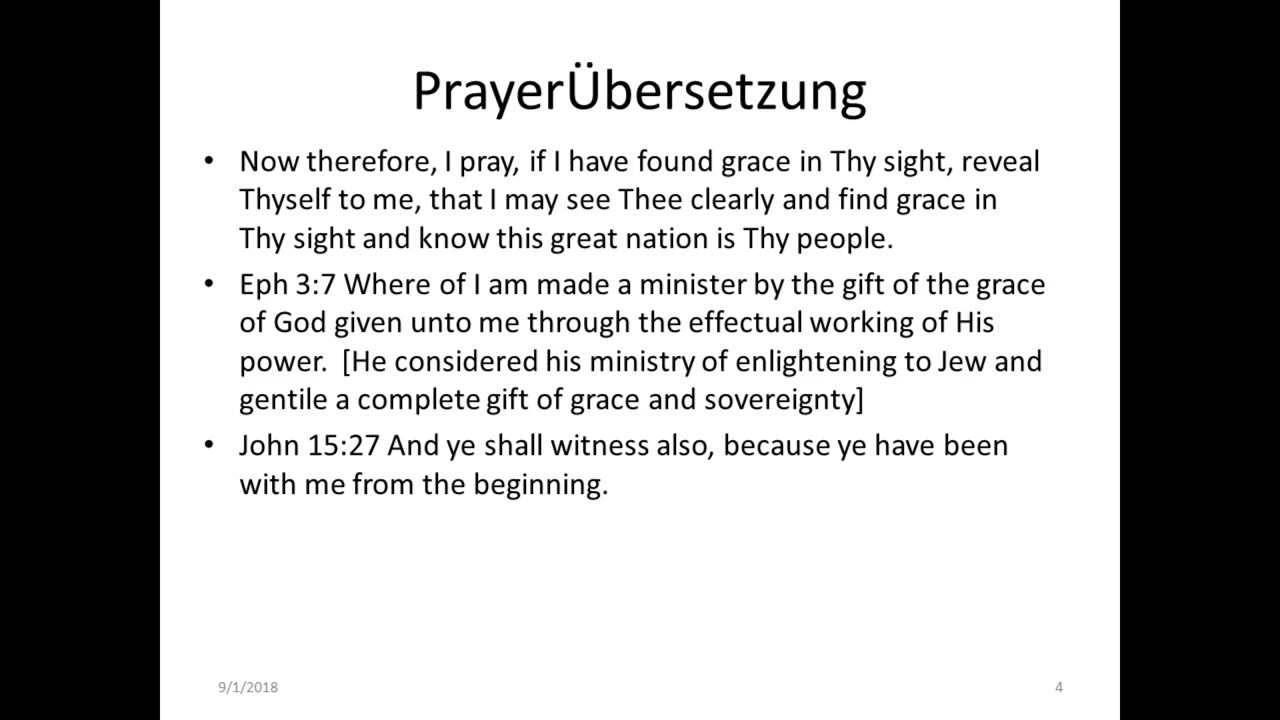 PrayerÜbersetzung
• Now therefore, I pray, if I have found grace in Thy sight, reveal
Thyself to me, that I may see Thee clearly and find grace in
Thy sight and know this great nation is Thy people.
• Eph 3:7 Where of I am made a minister by the gift of the grace
of God given unto me through the effectual working of His
power.  [He considered his ministry of enlightening to Jew and
gentile a complete gift of grace and sovereignty]
• John 15:27 And ye shall witness also, because ye have been
with me from the beginning.
9/1/2018
4